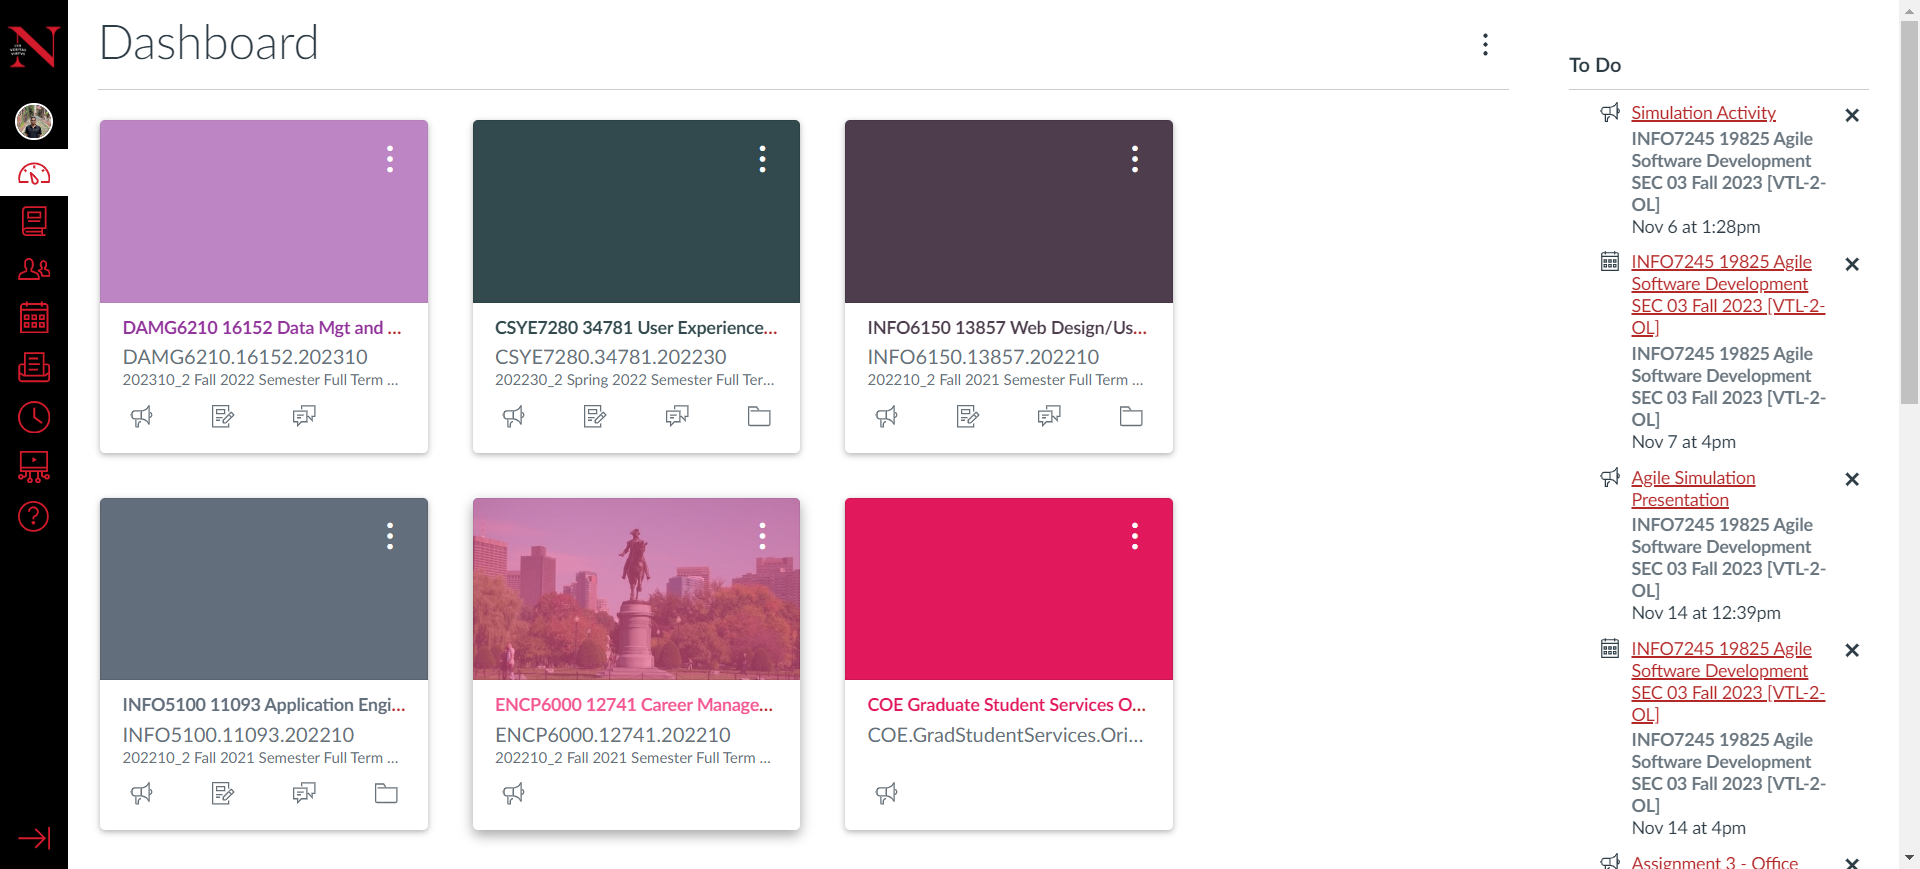 Dashboard
DAMG6210 16152 Data Mgt and ...
DAMG6210.16152.202310
202310_2 Fall 2022 Semester Full Term ...
CSYE7280 34781 User Experience...
CSYE7280.34781.202230
202230_2 Spring 2022 Semester Full Ter...
INFO6150 13857 Web Design/Us...
INFO6150.13857.202210
202210_2 Fall 2021 Semester Full Term ...
INFO5100 11093 Application Engi...
INFO5100.11093.202210
202210_2 Fall 2021 Semester Full Term ...
ENCP6000 12741 Career Manage...
ENCP6000.12741.202210
202210_2 Fall 2021 Semester Full Term ...
COE Graduate Student Services O...
COE.GradStudentServices.Ori...
To Do
Simulation Activity
INFO7245 19825 Agile
Software Development
SEC 03 Fall 2023 [VTL-2-
OL]
Nov 6 at 1:28pm
INFO7245 19825 Agile
Software Development
SEC 03 Fall 2023 [VTL-2-
OL]
INFO7245 19825 Agile
Software Development
SEC 03 Fall 2023 [VTL-2-
OL]
Nov 7 at 4pm
Agile Simulation
Presentation
INFO7245 19825 Agile
Software Development
SEC 03 Fall 2023 [VTL-2-
OL]
Nov 14 at 12:39pm
INFO7245 19825 Agile
Software Development
SEC 03 Fall 2023 [VTL-2-
OL]
INFO7245 19825 Agile
Software Development
SEC 03 Fall 2023 [VTL-2-
OL]
Nov 14 at 4pm
Assignment 3 - Office